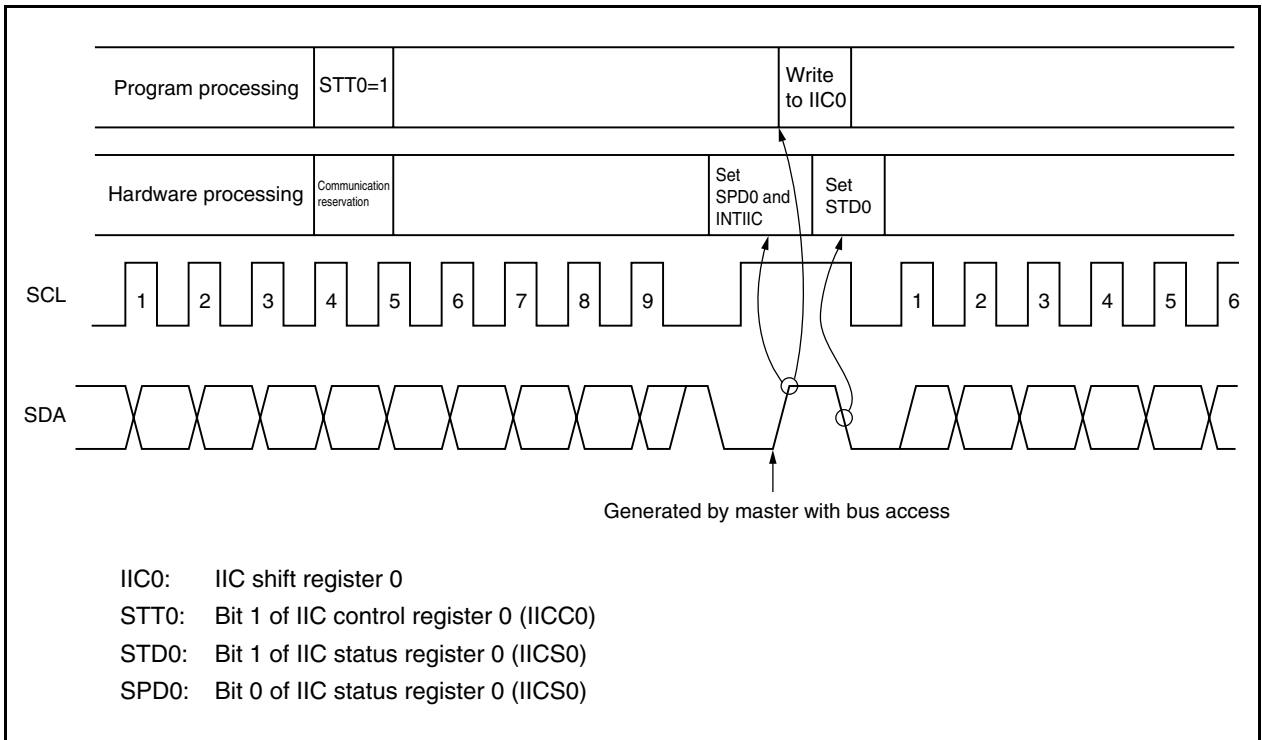 Program processing
STT0=1
Write
to IIC0
Hardware processing
Communication
reservation
Set
SPD0 and
INTIIC
Set
STD0
SCL
1 2 3 4 5 6 7 8 9 1 2 3 4 5 6
SDA
Generated by master with bus access
IIC0: IIC shift register 0
STT0: Bit 1 of IIC control register 0 (IICC0)
STD0: Bit 1 of IIC status register 0 (IICS0)
SPD0: Bit 0 of IIC status register 0 (IICS0)